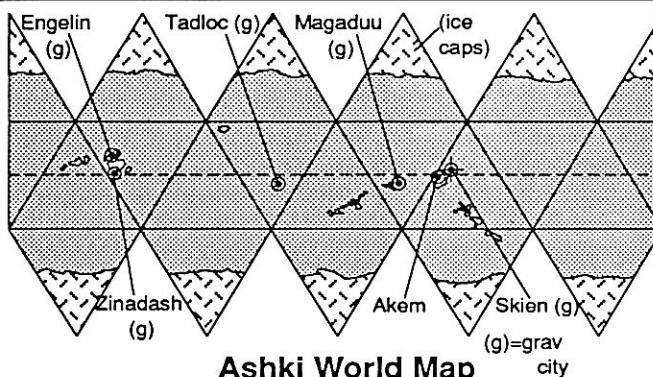 Engelin
(g)
Tadloc (g)
Magaduu
(g)
(ice
caps)
Zinadash
(g)
Akem
Skien (g)
(g)=grav
city
Ashki World Map